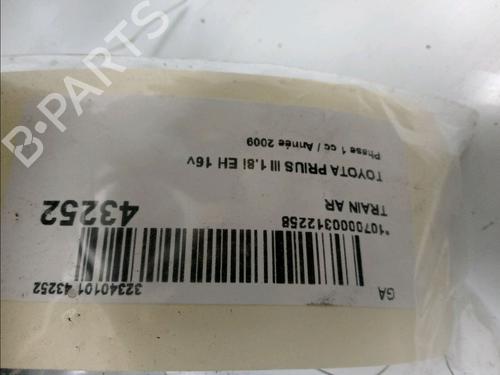 GA
32340101 43252
*1070000312258
TRAIN AR
43252
TOYOTA PRIUS III 1.8i EH 16v
Phase 1 cc / Année 2009
B-PARTS